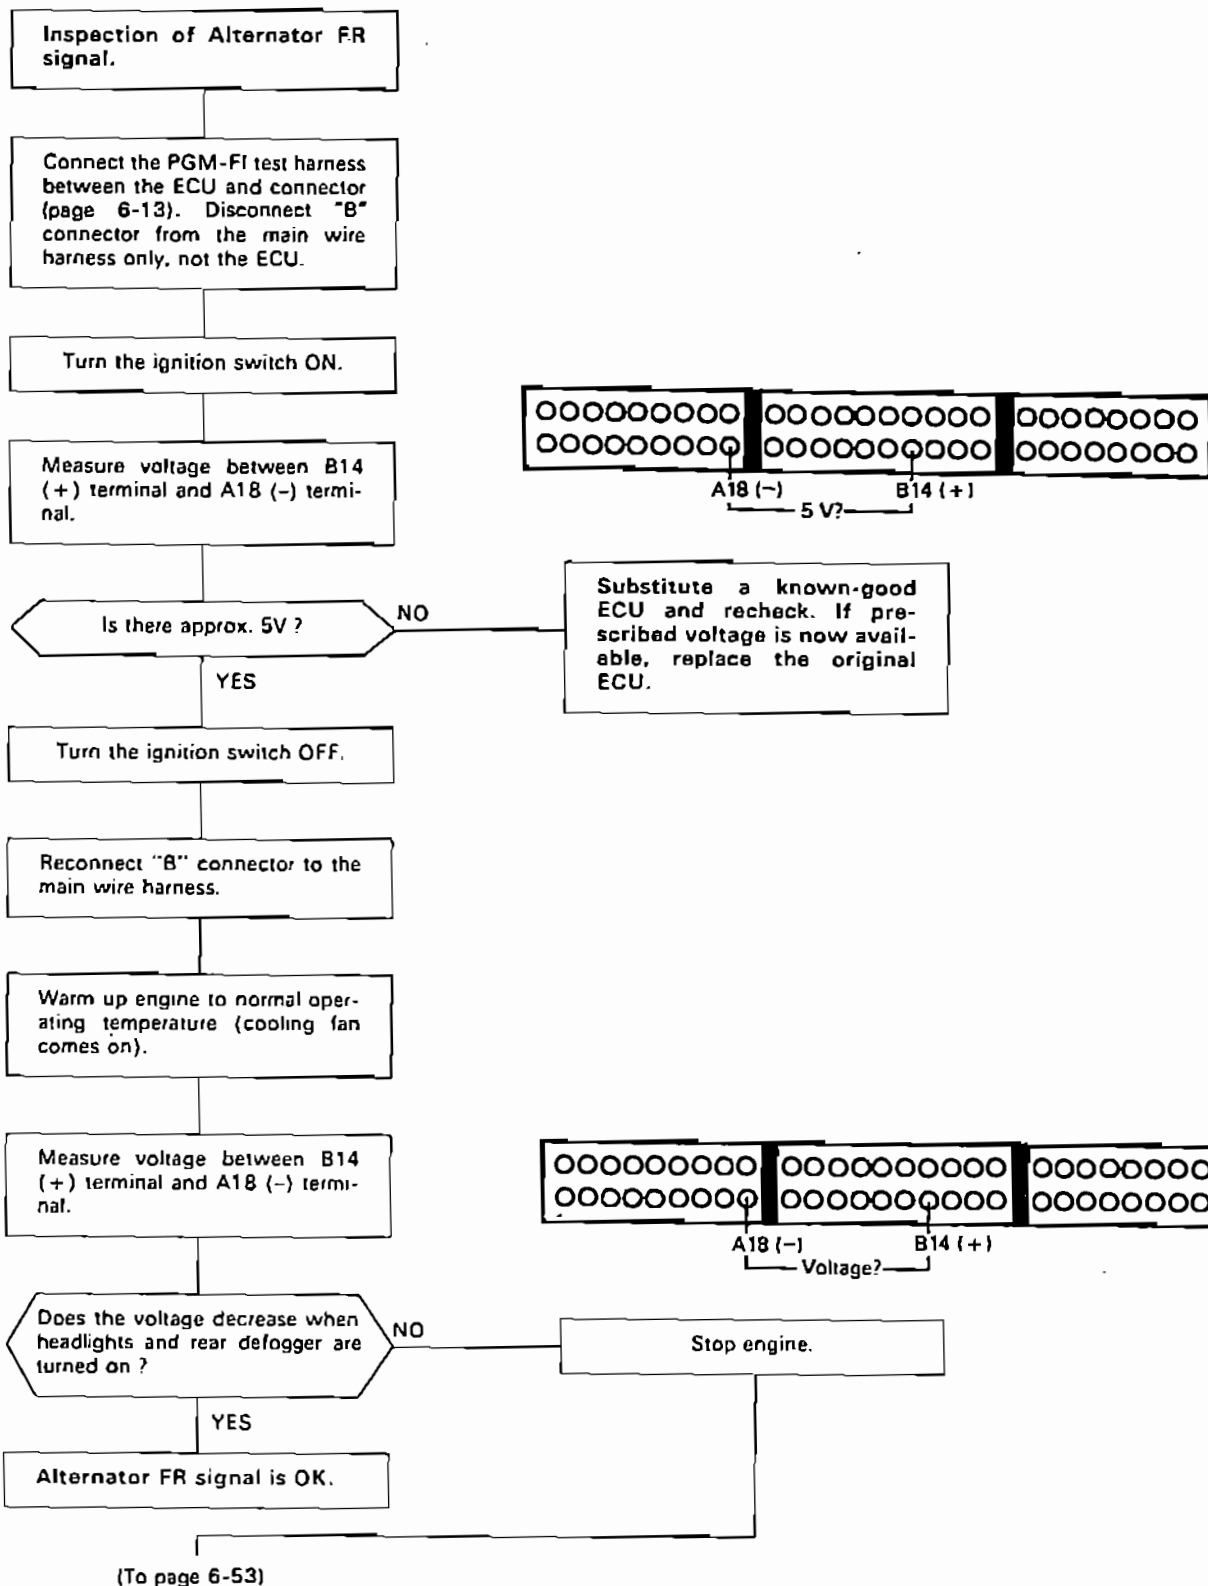 Inspection of Alternator FR
signal.
Connect the PGM-FI test harness
between the ECU and connector
(page 6-13). Disconnect "B"
connector from the main wire
harness only, not the ECU.
Turn the ignition switch ON.
Measure voltage between B14
(+) terminal and A18 (–) termi-
nal.
A18 (–) B14 (+)
5 V?
Is there approx. 5V ?
NO
Substitute a known-good
ECU and recheck. If pre-
scribed voltage is now avail-
able, replace the original
ECU.
YES
Turn the ignition switch OFF.
Reconnect "B" connector to the
main wire harness.
Warm up engine to normal oper-
ating temperature (cooling fan
comes on).
Measure voltage between B14
(+) terminal and A18 (–) termi-
nal.
A18 (–) B14 (+)
Voltage?
Does the voltage decrease when
headlights and rear defogger are
turned on ?
NO
Stop engine.
YES
Alternator FR signal is OK.
(To page 6-53)